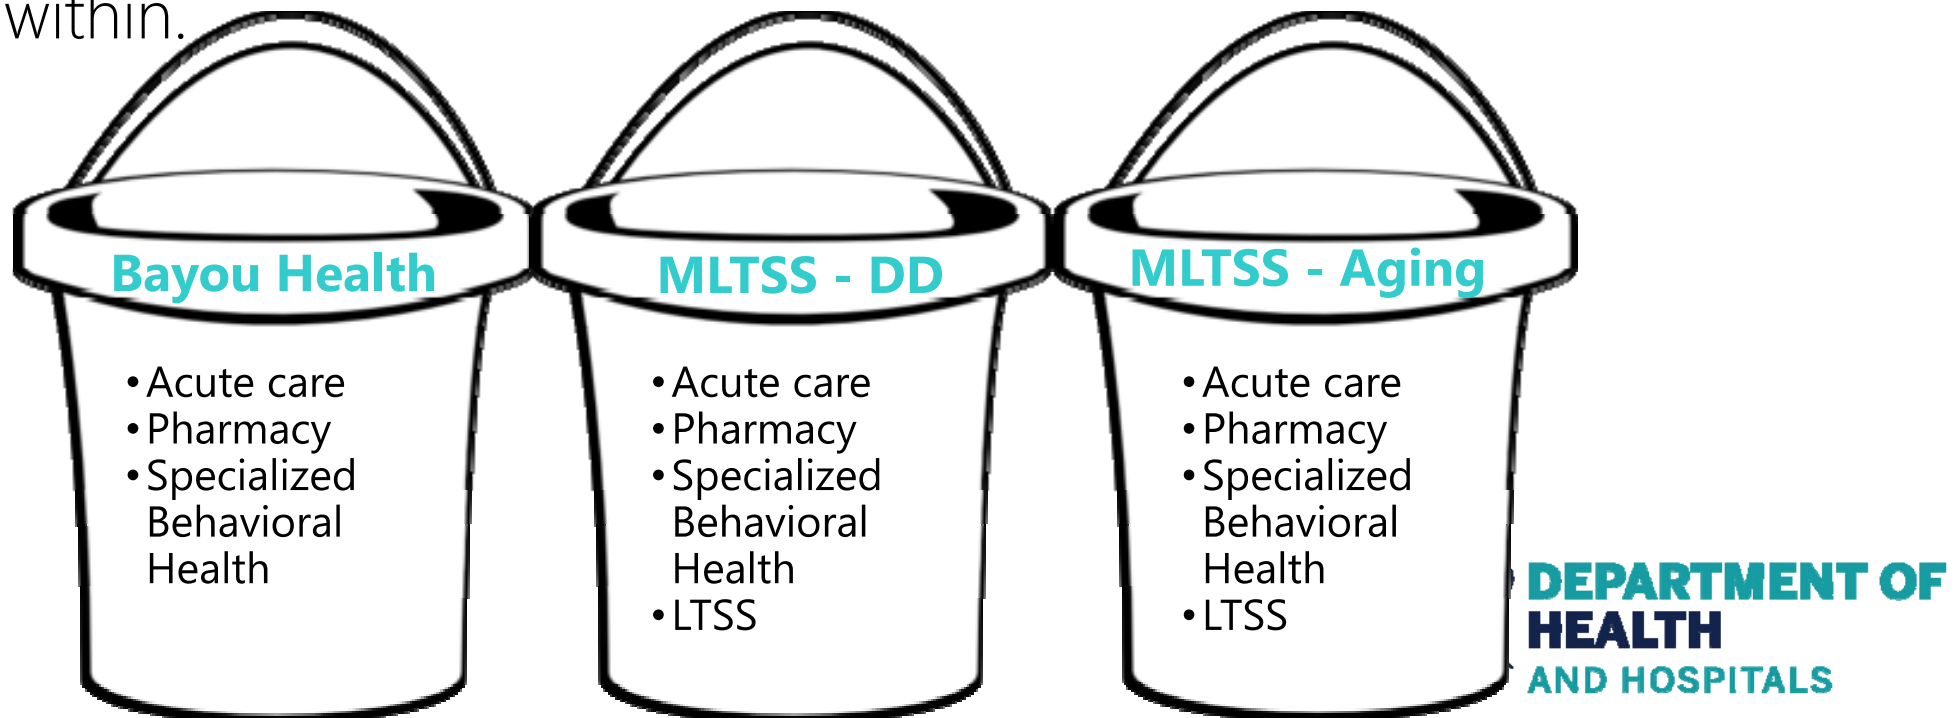 within.
Bayou Health
• Acute care
• Pharmacy
• Specialized
Behavioral
Health
MLTSS - DD
• Acute care
• Pharmacy
• Specialized
Behavioral
Health
• LTSS
MLTSS - Aging
• Acute care
• Pharmacy
• Specialized
Behavioral
Health
• LTSS
DEPARTMENT OF
HEALTH
AND HOSPITALS